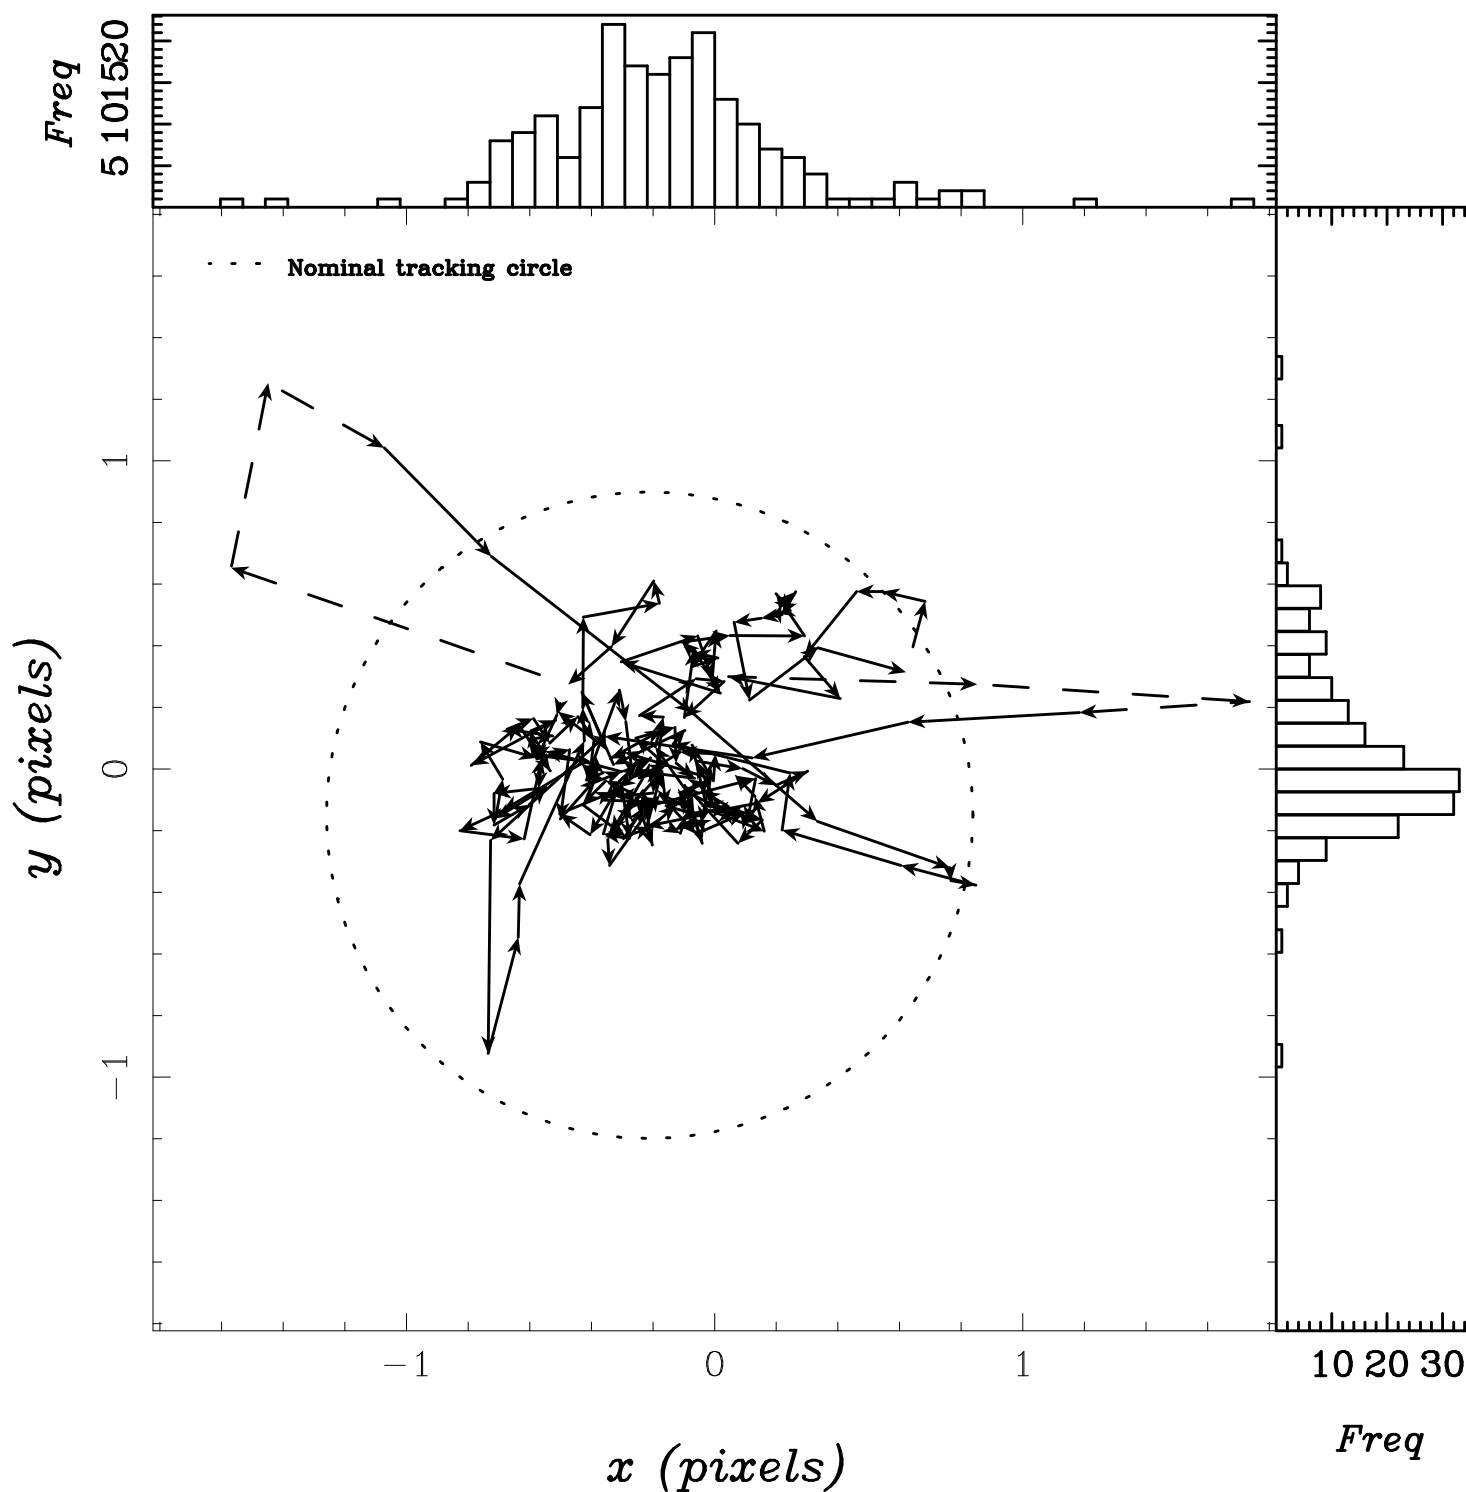 Freq
5 10 15 20
Nominal tracking circle
y (pixels)
1
0
−1
−1 0 1
10 20 30
Freq
x (pixels)